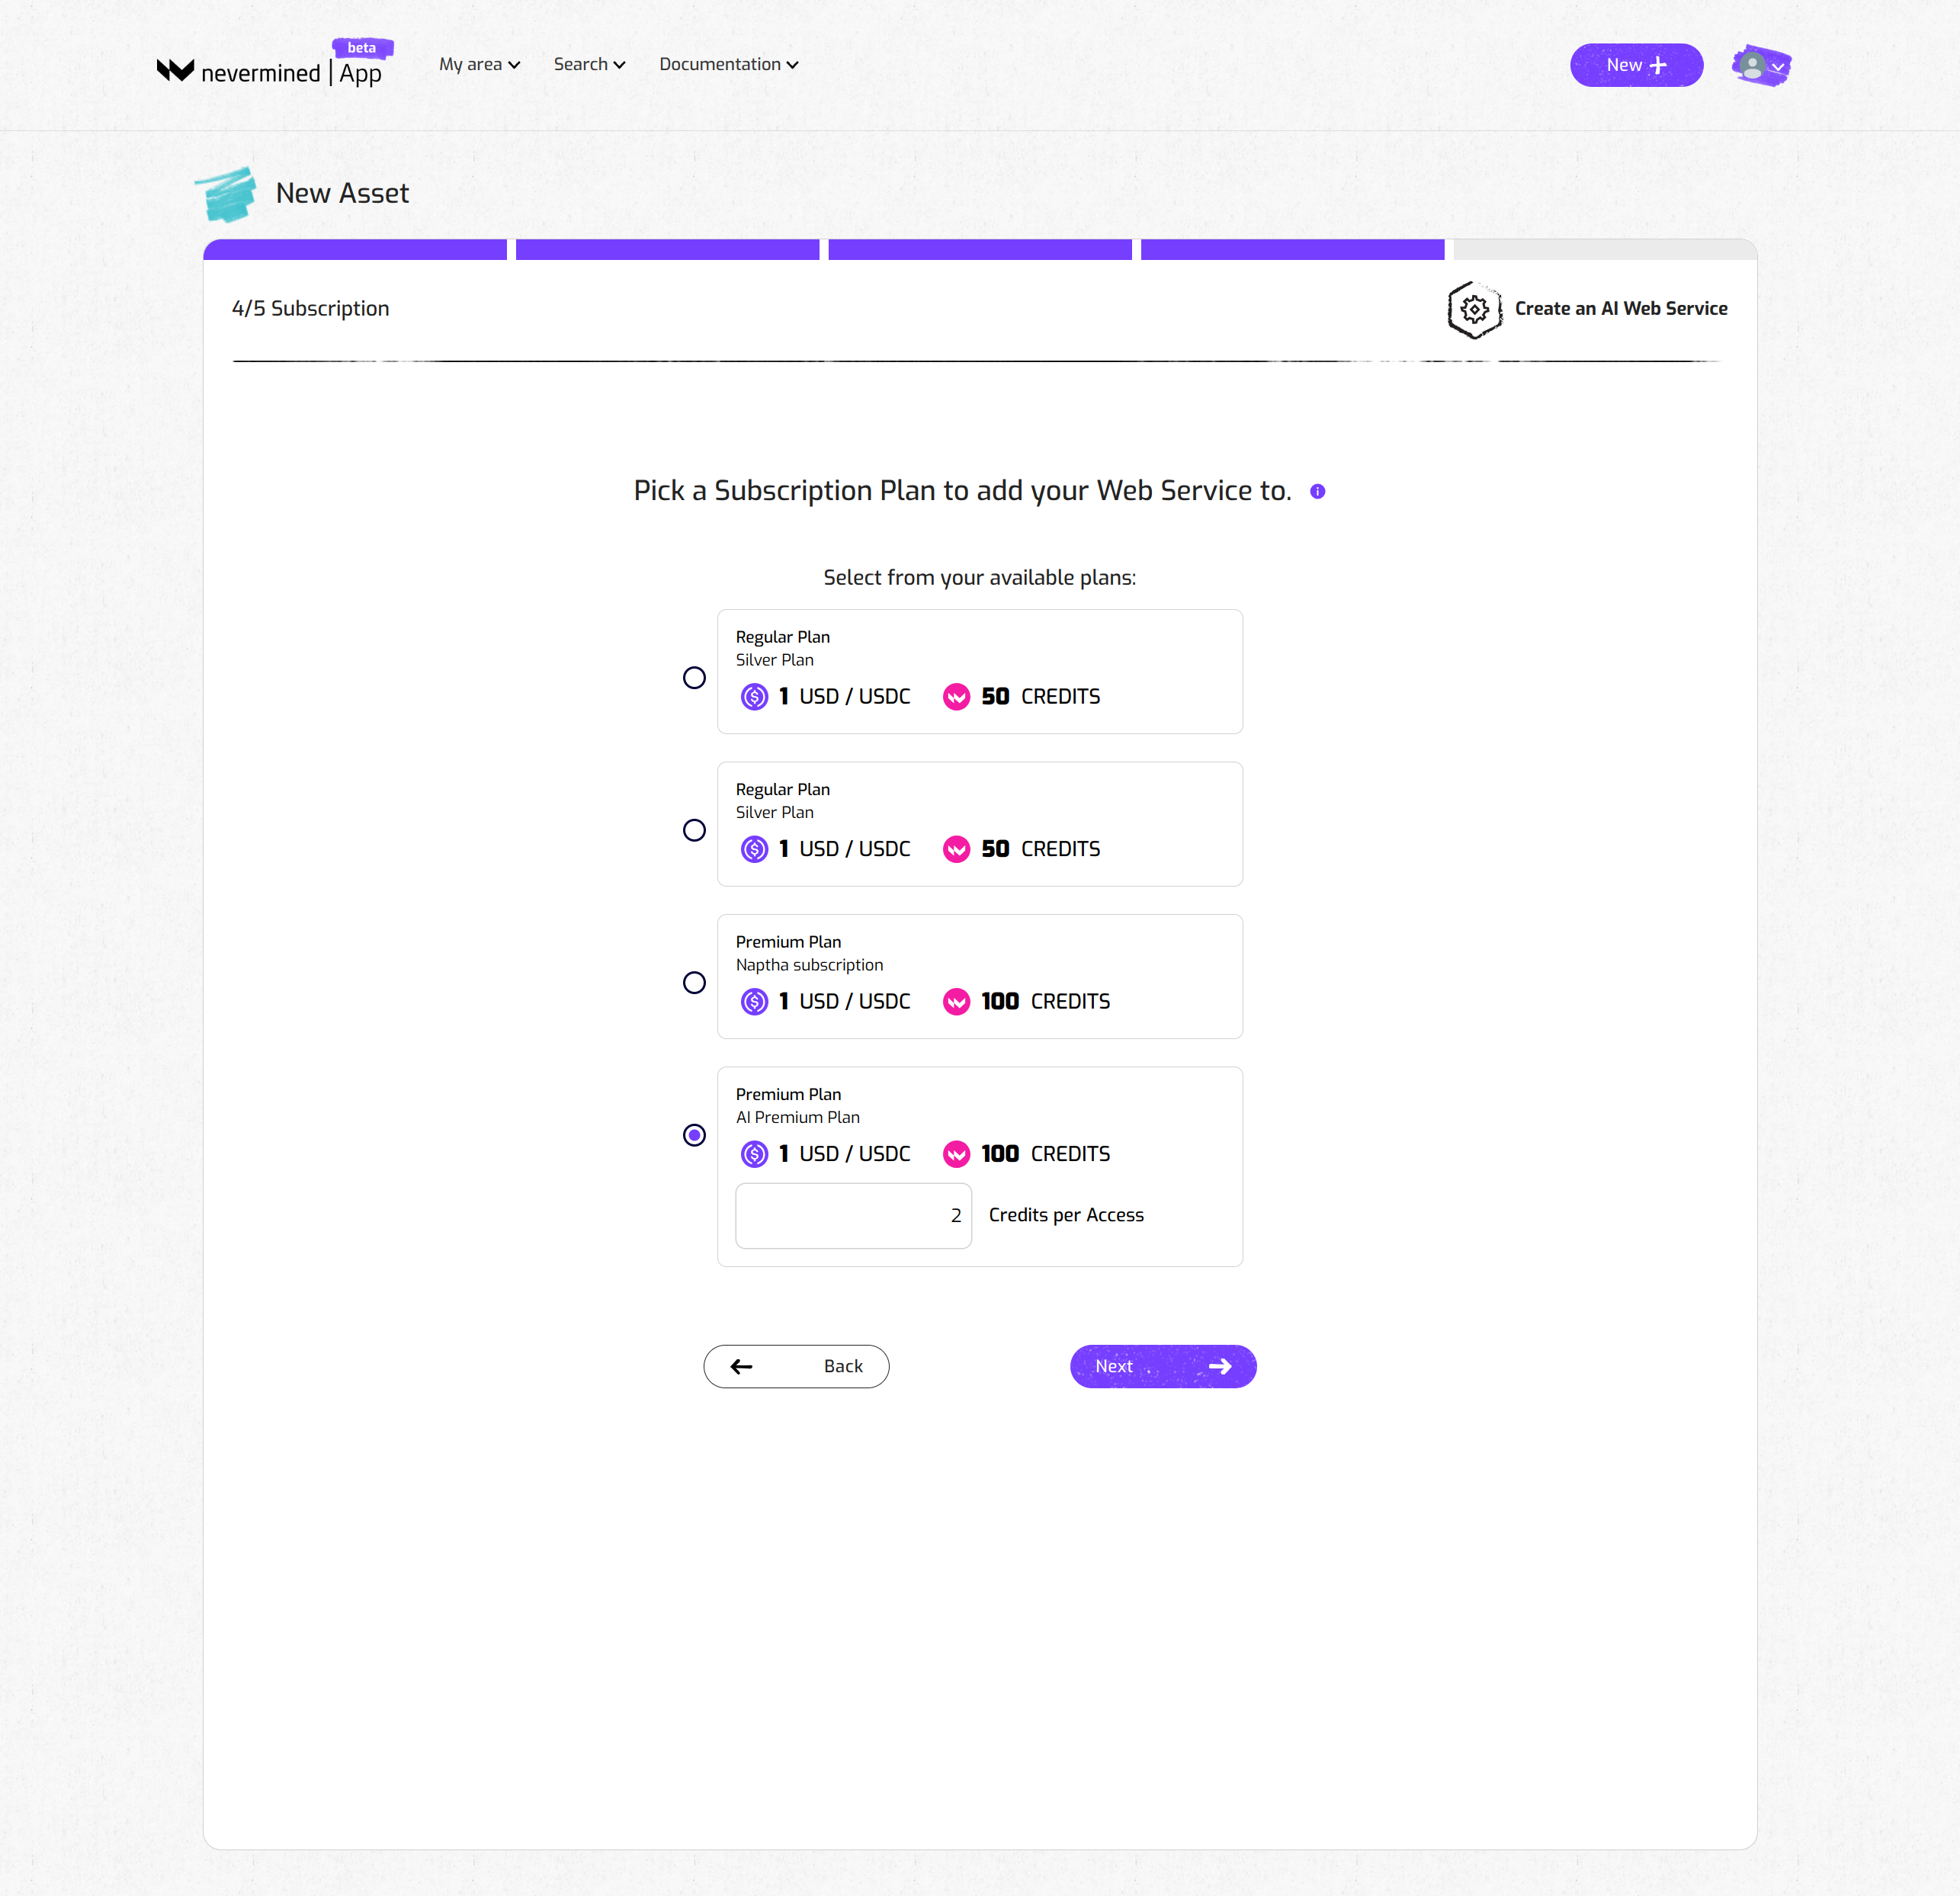 beta
nevermined | App
My area
Search
Documentation
New
New Asset
4/5 Subscription
Create an AI Web Service
Pick a Subscription Plan to add your Web Service to.
Select from your available plans:
Regular Plan
Silver Plan
1 USD / USDC 50 CREDITS
Regular Plan
Silver Plan
1 USD / USDC 50 CREDITS
Premium Plan
Naptha subscription
1 USD / USDC 100 CREDITS
Premium Plan
AI Premium Plan
1 USD / USDC 100 CREDITS
2 Credits per Access
Back
Next